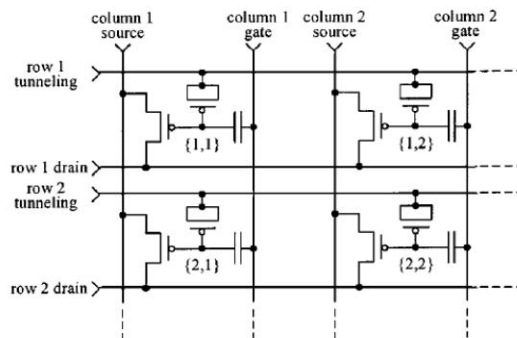 column 1 source
column 1 gate
column 2 source
column 2 gate
row 1 tunneling
{1,1}
{1,2}
row 1 drain
row 2 tunneling
{2,1}
{2,2}
row 2 drain